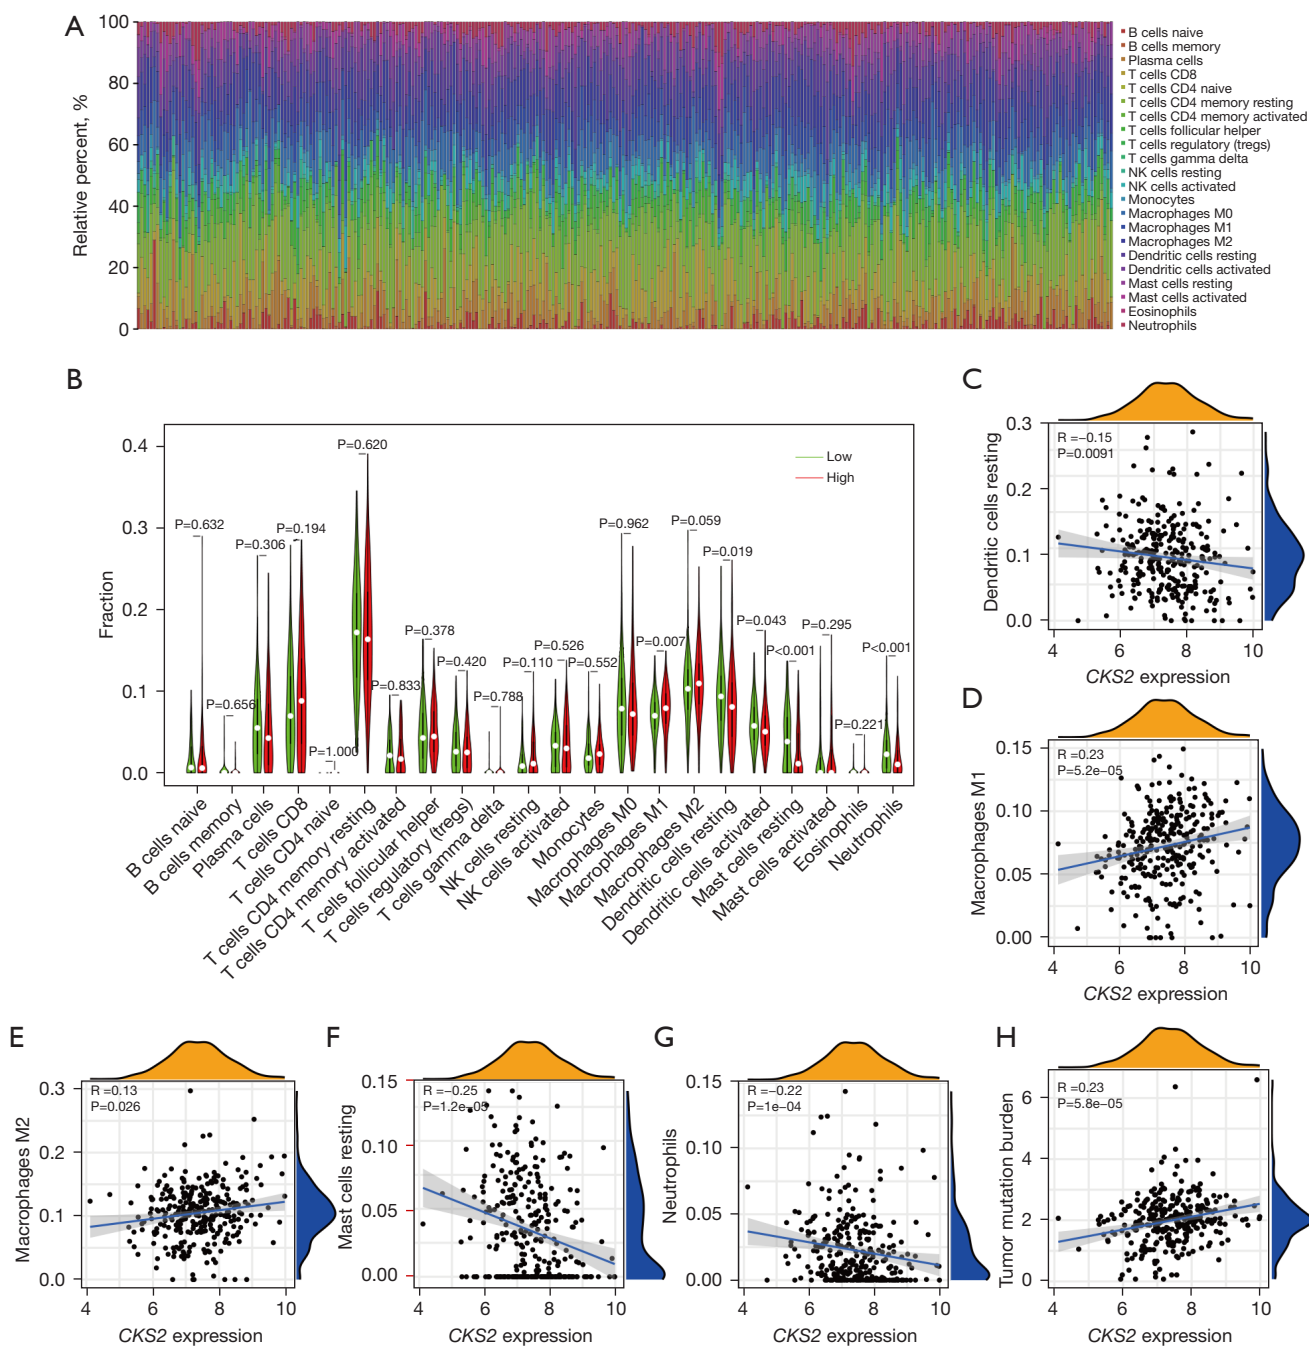 A
100
80
60
40
20
0
Relative percent, %
B cells naive
B cells memory
Plasma cells
T cells CD8
T cells CD4 naive
T cells CD4 memory resting
T cells CD4 memory activated
T cells follicular helper
T cells regulatory (tregs)
T cells gamma delta
NK cells resting
NK cells activated
Monocytes
Macrophages M0
Macrophages M1
Macrophages M2
Dendritic cells resting
Dendritic cells activated
Mast cells resting
Mast cells activated
Eosinophils
Neutrophils
B
0.4
0.3
0.2
0.1
0.0
Fraction
Low
High
P=0.632
P=0.656
P=0.306
P=0.194
P=1.000
P=0.620
P=0.833
P=0.378
P=0.420
P=0.788
P=0.110
P=0.526
P=0.552
P=0.962
P=0.007
P=0.059
P=0.019
P=0.043
P<0.001
P=0.295
P=0.221
P<0.001
B cells naive
B cells memory
Plasma cells
T cells CD8
T cells CD4 naive
T cells CD4 memory resting
T cells CD4 memory activated
T cells follicular helper
T cells regulatory (tregs)
T cells gamma delta
NK cells resting
NK cells activated
Monocytes
Macrophages M0
Macrophages M1
Macrophages M2
Dendritic cells resting
Dendritic cells activated
Mast cells resting
Mast cells activated
Eosinophils
Neutrophils
C
R =−0.15
P=0.0091
0.3
0.2
0.1
0.0
Dendritic cells resting
4 6 8 10
CKS2 expression
D
R =0.23
P=5.2e−05
0.15
0.10
0.05
0.00
Macrophages M1
4 6 8 10
CKS2 expression
E
R =0.13
P=0.026
0.3
0.2
0.1
0.0
Macrophages M2
4 6 8 10
CKS2 expression
F
R =−0.25
P=1.2e−05
0.15
0.10
0.05
0.00
Mast cells resting
4 6 8 10
CKS2 expression
G
R =−0.22
P=1e−04
0.15
0.10
0.05
0.00
Neutrophils
4 6 8 10
CKS2 expression
H
R =0.23
P=5.8e−05
6
4
2
0
Tumor mutation burden
4 6 8 10
CKS2 expression